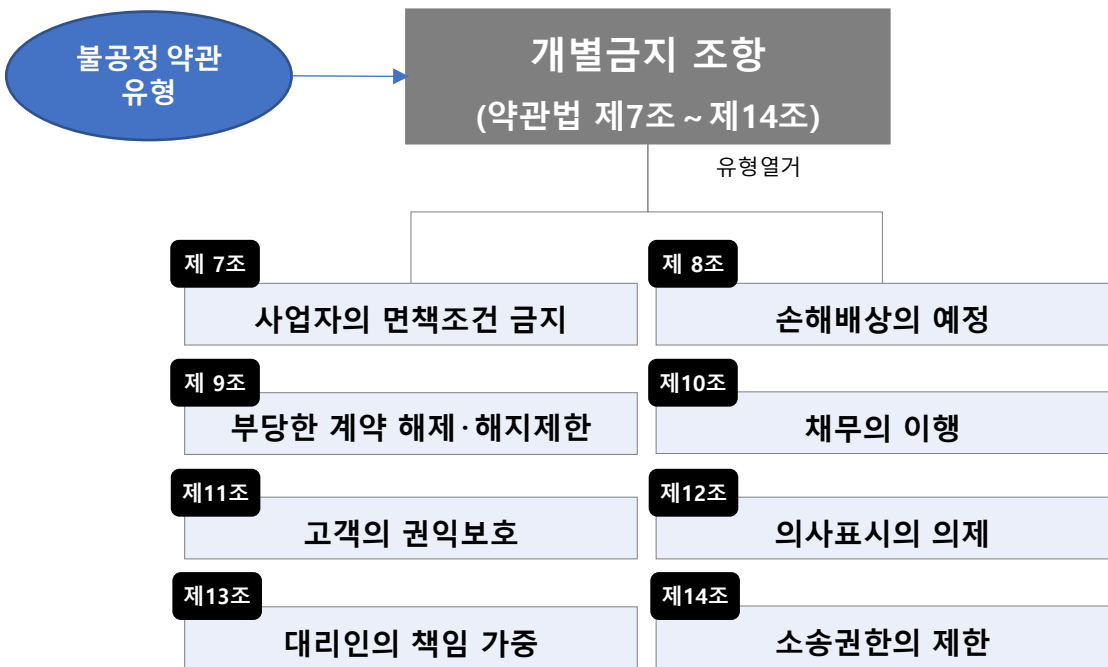 불공정 약관
유형
개별금지 조항
(약관법 제7조 ~ 제14조)
유형열거
제 7조
사업자의 면책조건 금지
제 8조
손해배상의 예정
제 9조
부당한 계약 해제·해지제한
제10조
채무의 이행
제11조
고객의 권익보호
제12조
의사표시의 의제
제13조
대리인의 책임 가중
제14조
소송권한의 제한